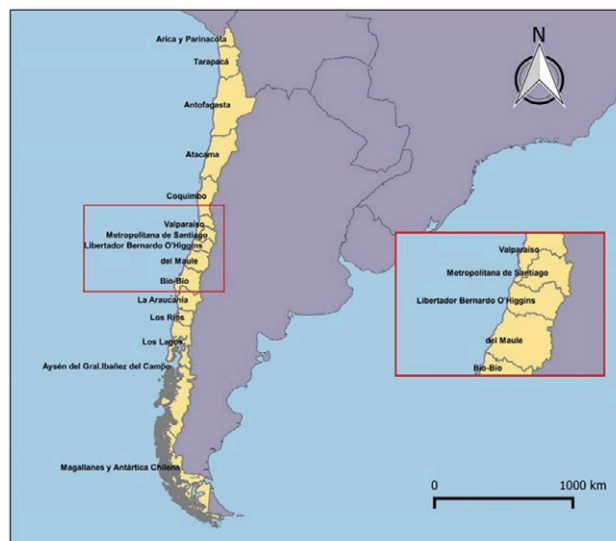 Arica y Parinacota
Tarapacá
Antofagasta
Atacama
Coquimbo
Valparaíso
Metropolitana de Santiago
Libertador Bernardo O'Higgins
del Maule
Bío-Bío
La Araucanía
Los Ríos
Los Lagos
Aysén del Gral.Ibañez del Campo
Magallanes y Antártica Chilena
N
Valparaíso
Metropolitana de Santiago
Libertador Bernardo O'Higgins
del Maule
Bío-Bío
0 1000 km